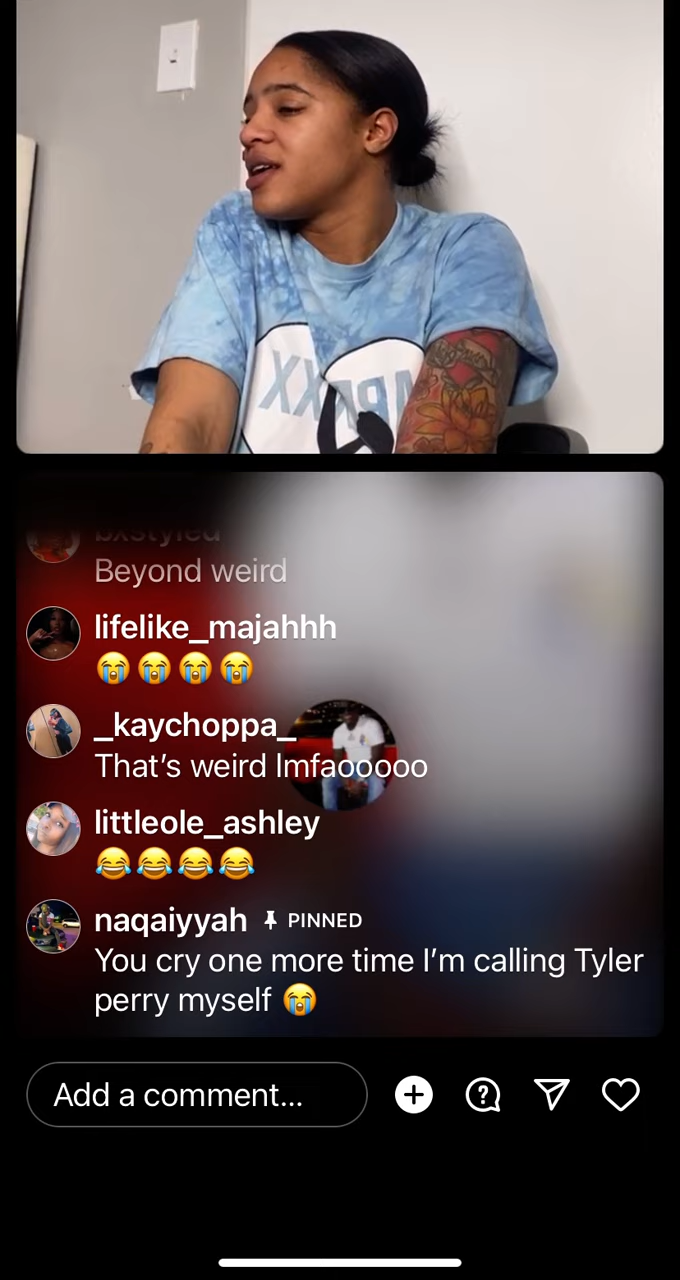 bxstyled
Beyond weird
lifelike_majahhh
😭😭😭😭
_kaychoppa_
That's weird lmfaooooo
littleole_ashley
😂😂😂😂
naqaiyyah PINNED
You cry one more time I'm calling Tyler
perry myself 😭
Add a comment...